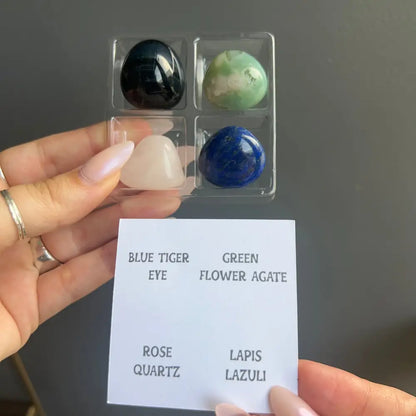 BLUE TIGER
EYE
GREEN
FLOWER AGATE
ROSE
QUARTZ
LAPIS
LAZULI